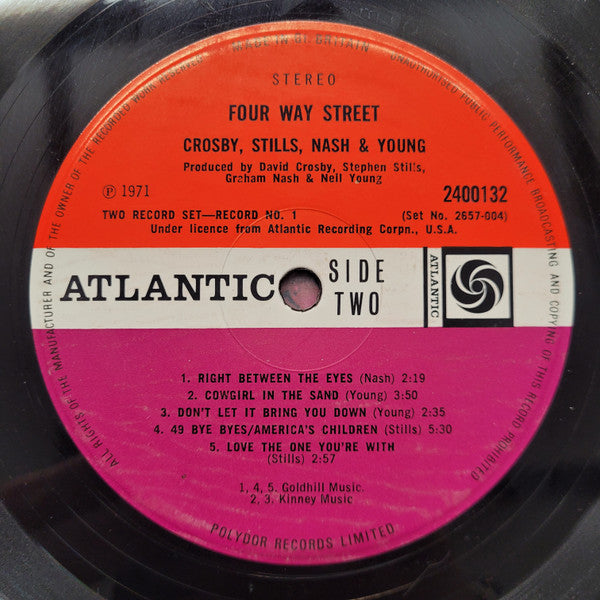 MADE IN GT. BRITAIN
STEREO
FOUR WAY STREET
CROSBY, STILLS, NASH & YOUNG
Produced by David Crosby, Stephen Stills,
Graham Nash & Neil Young
Ⓟ 1971
2400132
TWO RECORD SET—RECORD NO. 1
(Set No. 2657-004)
Under licence from Atlantic Recording Corpn., U.S.A.
ATLANTIC
SIDE
TWO
ATLANTIC
1. RIGHT BETWEEN THE EYES (Nash) 2:19
2. COWGIRL IN THE SAND (Young) 3:50
3. DON'T LET IT BRING YOU DOWN (Young) 2:35
4. 49 BYE BYES/AMERICA'S CHILDREN (Stills) 5:30
5. LOVE THE ONE YOU'RE WITH
(Stills) 2:57
1, 4, 5. Goldhill Music.
2, 3. Kinney Music
POLYDOR RECORDS LIMITED
ALL RIGHTS OF THE MANUFACTURER AND OF THE OWNER OF THE RECORDED WORK RESERVED
UNAUTHORISED PUBLIC PERFORMANCE BROADCASTING AND COPYING OF THIS RECORD PROHIBITED